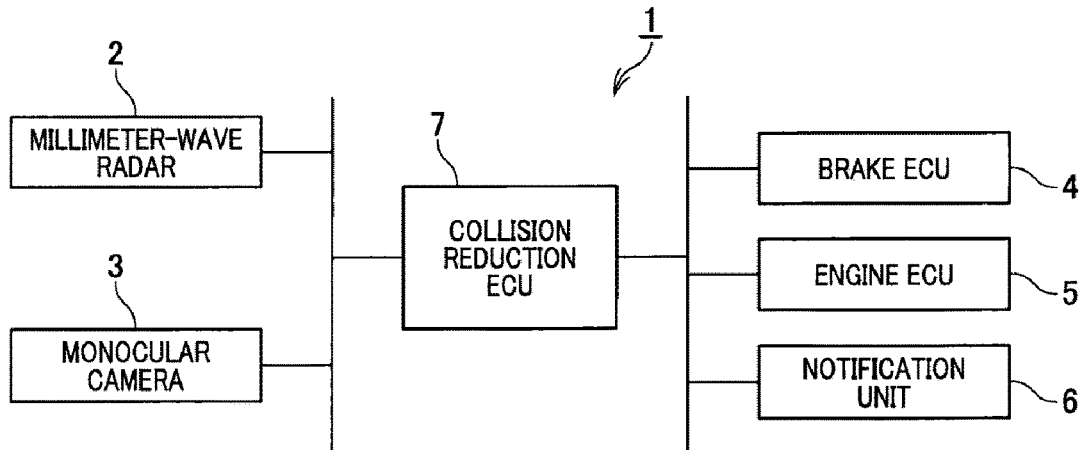 1
2
MILLIMETER-WAVE
RADAR
3
MONOCULAR
CAMERA
7
COLLISION
REDUCTION
ECU
BRAKE ECU
4
ENGINE ECU
5
NOTIFICATION
UNIT
6